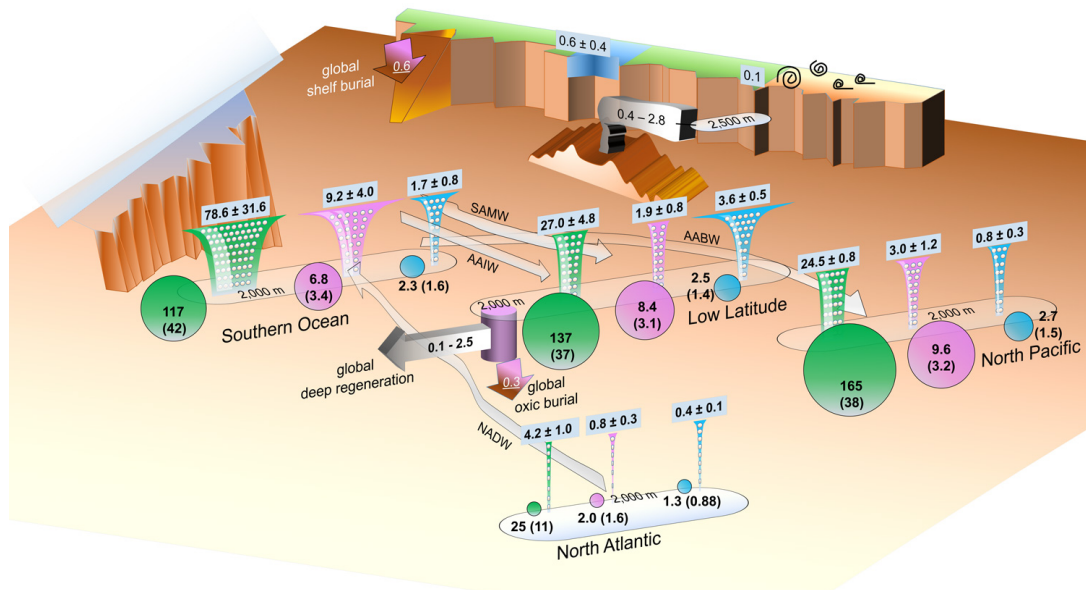 0.6 ± 0.4
0.6
global
shelf burial
0.1
0.4 – 2.8
2,500 m
78.6 ± 31.6
9.2 ± 4.0
1.7 ± 0.8
SAMW
27.0 ± 4.8
1.9 ± 0.8
3.6 ± 0.5
AABW
AAIW
24.5 ± 0.8
3.0 ± 1.2
0.8 ± 0.3
117
(42)
2,000 m
6.8
(3.4)
2.3 (1.6)
Southern Ocean
2,000 m
137
(37)
8.4
(3.1)
2.5
(1.4)
Low Latitude
165
(38)
2,000 m
9.6
(3.2)
2.7
(1.5)
North Pacific
0.1 - 2.5
global
deep regeneration
0.3
global
oxic burial
NADW
4.2 ± 1.0
0.8 ± 0.3
0.4 ± 0.1
2,000 m
25 (11)
2.0 (1.6)
1.3 (0.88)
North Atlantic